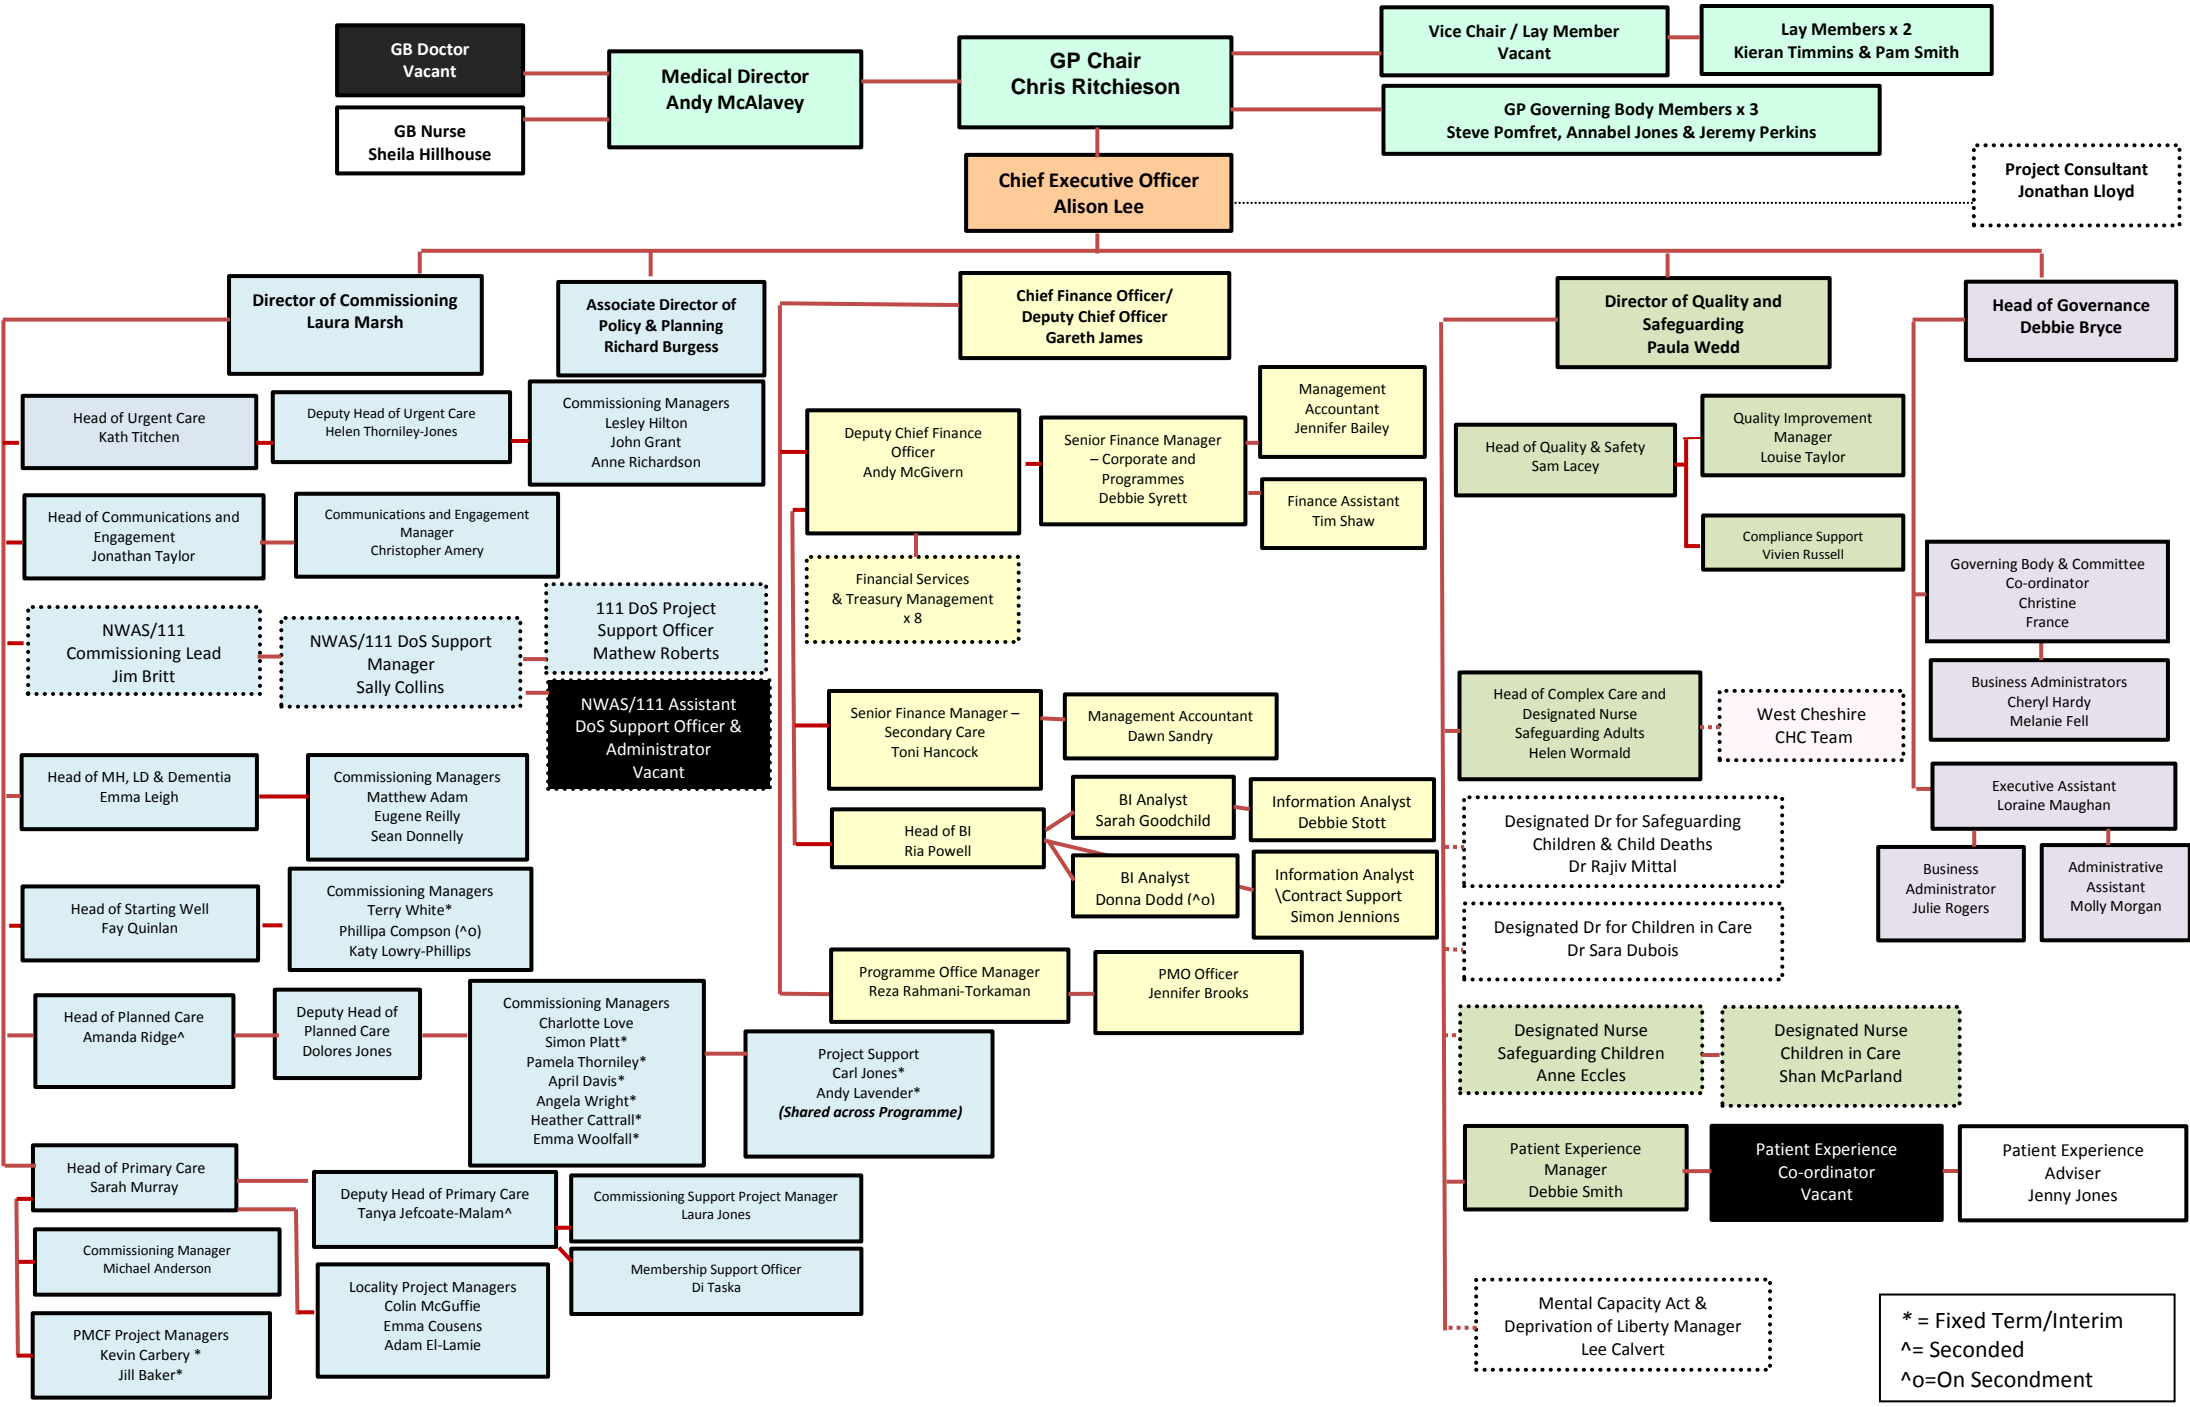 GB Doctor
Vacant
GB Nurse
Sheila Hillhouse
Medical Director
Andy McAlavey
GP Chair
Chris Ritchieson
Vice Chair / Lay Member
Vacant
Lay Members x 2
Kieran Timmins & Pam Smith
GP Governing Body Members x 3
Steve Pomfret, Annabel Jones & Jeremy Perkins
Chief Executive Officer
Alison Lee
Project Consultant
Jonathan Lloyd
Director of Commissioning
Laura Marsh
Associate Director of
Policy & Planning
Richard Burgess
Chief Finance Officer/
Deputy Chief Officer
Gareth James
Director of Quality and
Safeguarding
Paula Wedd
Head of Governance
Debbie Bryce
Head of Urgent Care
Kath Titchen
Deputy Head of Urgent Care
Helen Thorniley-Jones
Commissioning Managers
Lesley Hilton
John Grant
Anne Richardson
Head of Communications and
Engagement
Jonathan Taylor
Communications and Engagement
Manager
Christopher Amery
NWAS/111
Commissioning Lead
Jim Britt
NWAS/111 DoS Support
Manager
Sally Collins
111 DoS Project
Support Officer
Mathew Roberts
NWAS/111 Assistant
DoS Support Officer &
Administrator
Vacant
Head of MH, LD & Dementia
Emma Leigh
Commissioning Managers
Matthew Adam
Eugene Reilly
Sean Donnelly
Head of Starting Well
Fay Quinlan
Commissioning Managers
Terry White*
Phillipa Compson (^o)
Katy Lowry-Phillips
Head of Planned Care
Amanda Ridge^
Deputy Head of
Planned Care
Dolores Jones
Commissioning Managers
Charlotte Love
Simon Platt*
Pamela Thorniley*
April Davis*
Angela Wright*
Heather Cattrall*
Emma Woolfall*
Project Support
Carl Jones*
Andy Lavender*
(Shared across Programme)
Head of Primary Care
Sarah Murray
Deputy Head of Primary Care
Tanya Jefcoate-Malam^
Commissioning Support Project Manager
Laura Jones
Membership Support Officer
Di Taska
Commissioning Manager
Michael Anderson
Locality Project Managers
Colin McGuffie
Emma Cousens
Adam El-Lamie
PMCF Project Managers
Kevin Carbery *
Jill Baker*
Deputy Chief Finance
Officer
Andy McGivern
Senior Finance Manager
– Corporate and
Programmes
Debbie Syrett
Management
Accountant
Jennifer Bailey
Finance Assistant
Tim Shaw
Financial Services
& Treasury Management
x 8
Senior Finance Manager –
Secondary Care
Toni Hancock
Management Accountant
Dawn Sandry
Head of BI
Ria Powell
BI Analyst
Sarah Goodchild
Information Analyst
Debbie Stott
BI Analyst
Donna Dodd (^o)
Information Analyst
\Contract Support
Simon Jennions
Programme Office Manager
Reza Rahmani-Torkaman
PMO Officer
Jennifer Brooks
Head of Quality & Safety
Sam Lacey
Quality Improvement
Manager
Louise Taylor
Compliance Support
Vivien Russell
Head of Complex Care and
Designated Nurse
Safeguarding Adults
Helen Wormald
West Cheshire
CHC Team
Designated Dr for Safeguarding
Children & Child Deaths
Dr Rajiv Mittal
Designated Dr for Children in Care
Dr Sara Dubois
Designated Nurse
Safeguarding Children
Anne Eccles
Designated Nurse
Children in Care
Shan McParland
Patient Experience
Manager
Debbie Smith
Patient Experience
Co-ordinator
Vacant
Patient Experience
Adviser
Jenny Jones
Mental Capacity Act &
Deprivation of Liberty Manager
Lee Calvert
Governing Body & Committee
Co-ordinator
Christine
France
Business Administrators
Cheryl Hardy
Melanie Fell
Executive Assistant
Loraine Maughan
Business
Administrator
Julie Rogers
Administrative
Assistant
Molly Morgan
* = Fixed Term/Interim
^= Seconded
^o=On Secondment